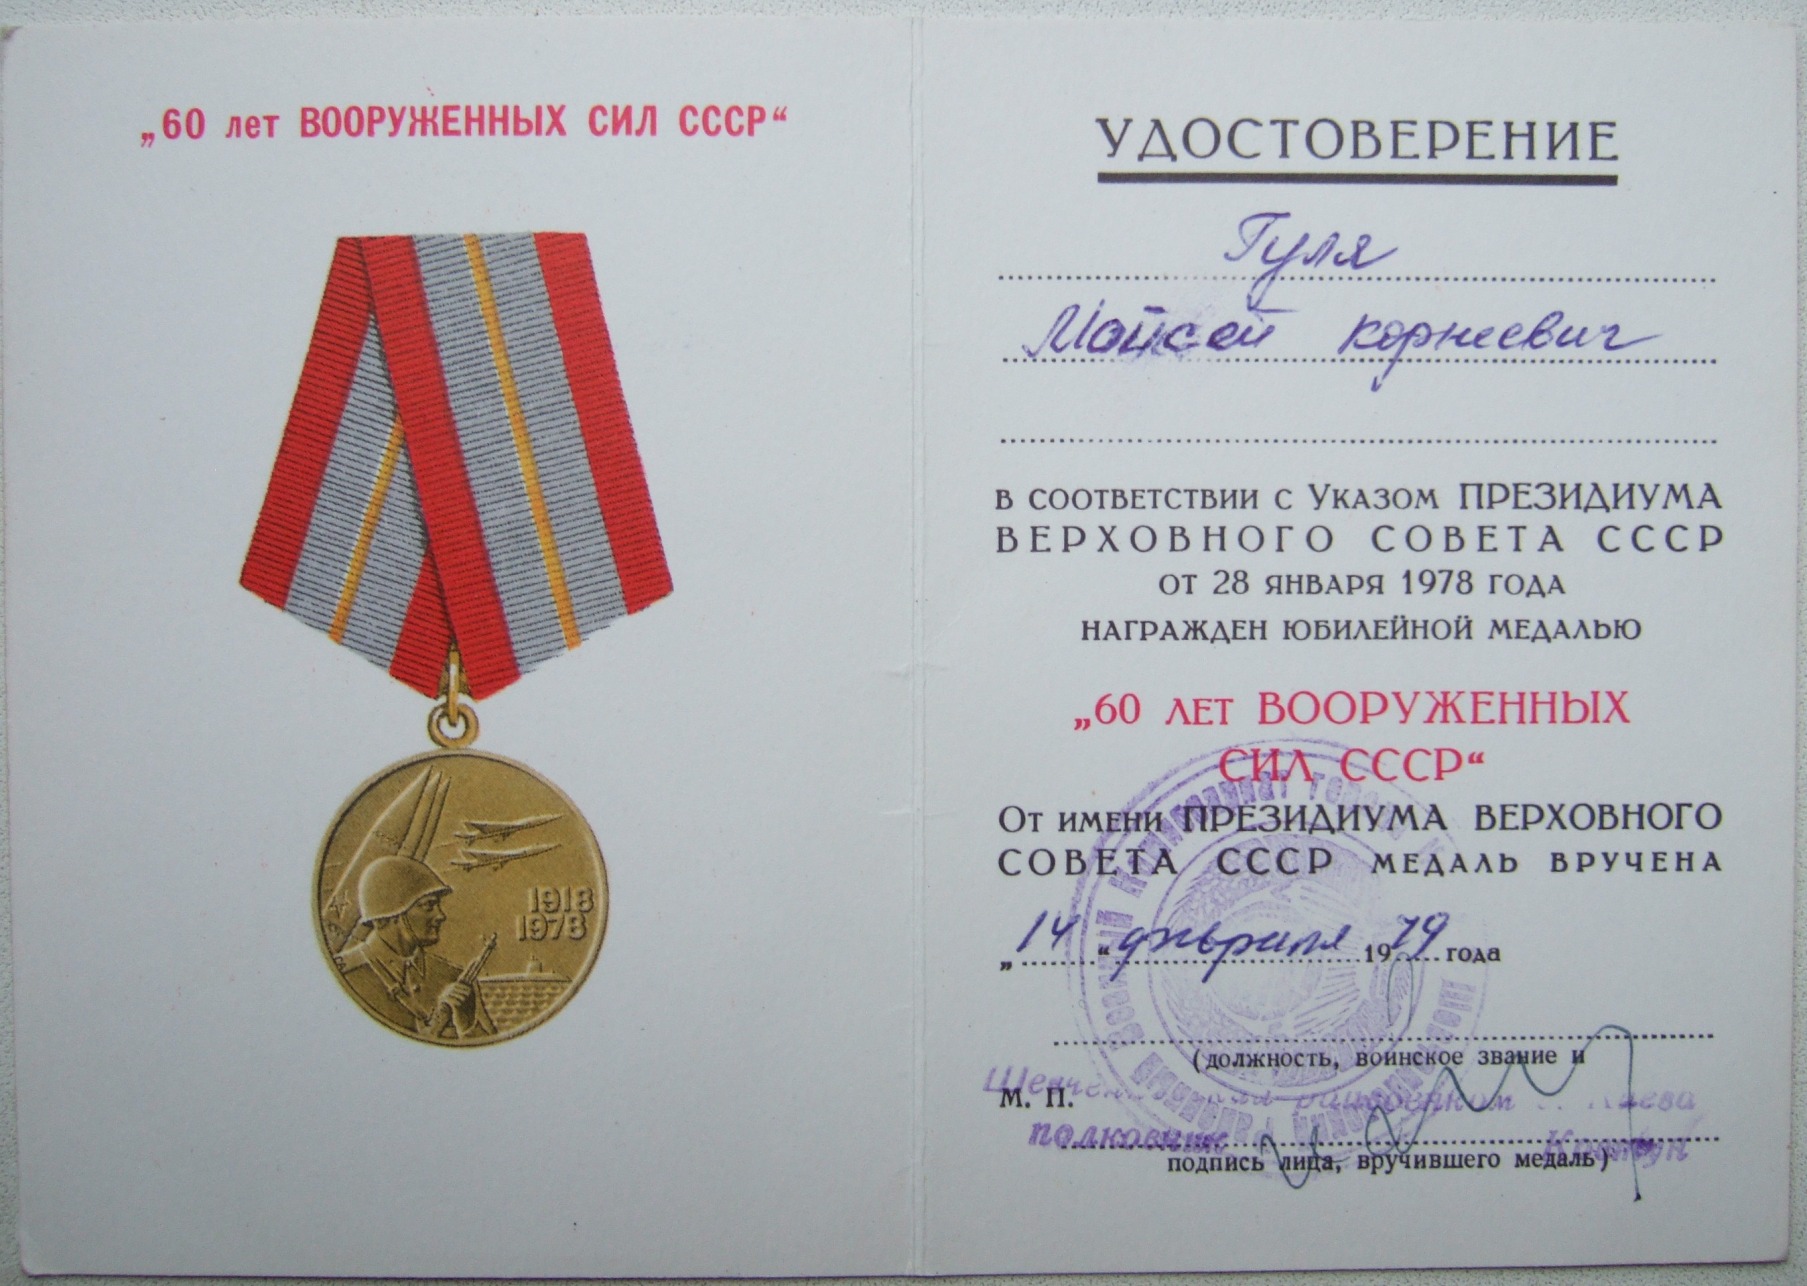 „60 лет ВООРУЖЕННЫХ СИЛ СССР“
1918
1978
УДОСТОВЕРЕНИЕ
Гуля
Мойсей Корнеевич
В СООТВЕТСТВИИ С УКАЗОМ ПРЕЗИДИУМА
ВЕРХОВНОГО СОВЕТА СССР
ОТ 28 ЯНВАРЯ 1978 ГОДА
НАГРАЖДЕН ЮБИЛЕЙНОЙ МЕДАЛЬЮ
„60 ЛЕТ ВООРУЖЕННЫХ
СИЛ СССР“
ОТ ИМЕНИ ПРЕЗИДИУМА ВЕРХОВНОГО
СОВЕТА СССР МЕДАЛЬ ВРУЧЕНА
„14“ февраля 1979 года
(должность, воинское звание и
М. П.
райвоенком г. Киева
полковник
подпись лица, вручившего медаль)